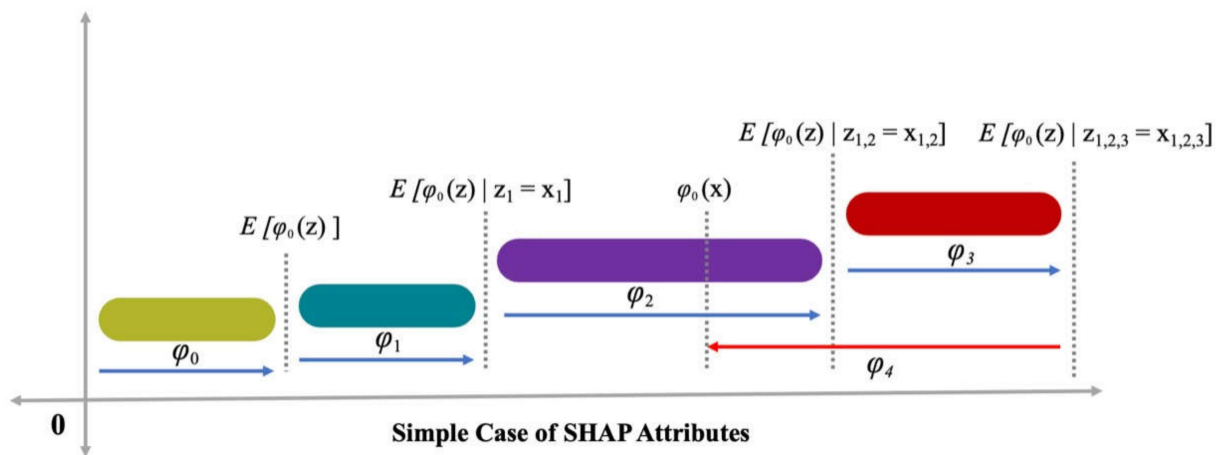 E [φ₀(z) | z₁,₂ = x₁,₂]
E [φ₀(z) | z₁,₂,₃ = x₁,₂,₃]
E [φ₀(z) | z₁ = x₁]
φ₀(x)
E [φ₀(z) ]
φ₃
φ₂
φ₁
φ₀
φ₄
0
Simple Case of SHAP Attributes